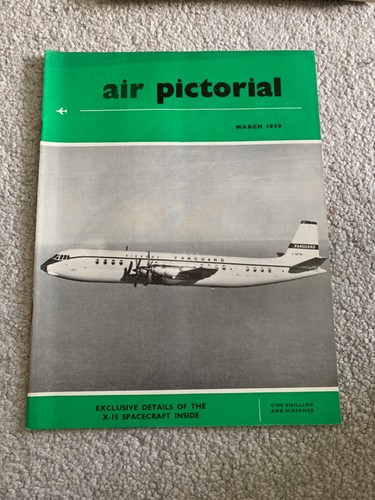 air pictorial
MARCH 1959
VANGUARD
VICKERS VANGUARD
EXCLUSIVE DETAILS OF THE
X-15 SPACECRAFT INSIDE
ONE SHILLING
AND SIXPENCE